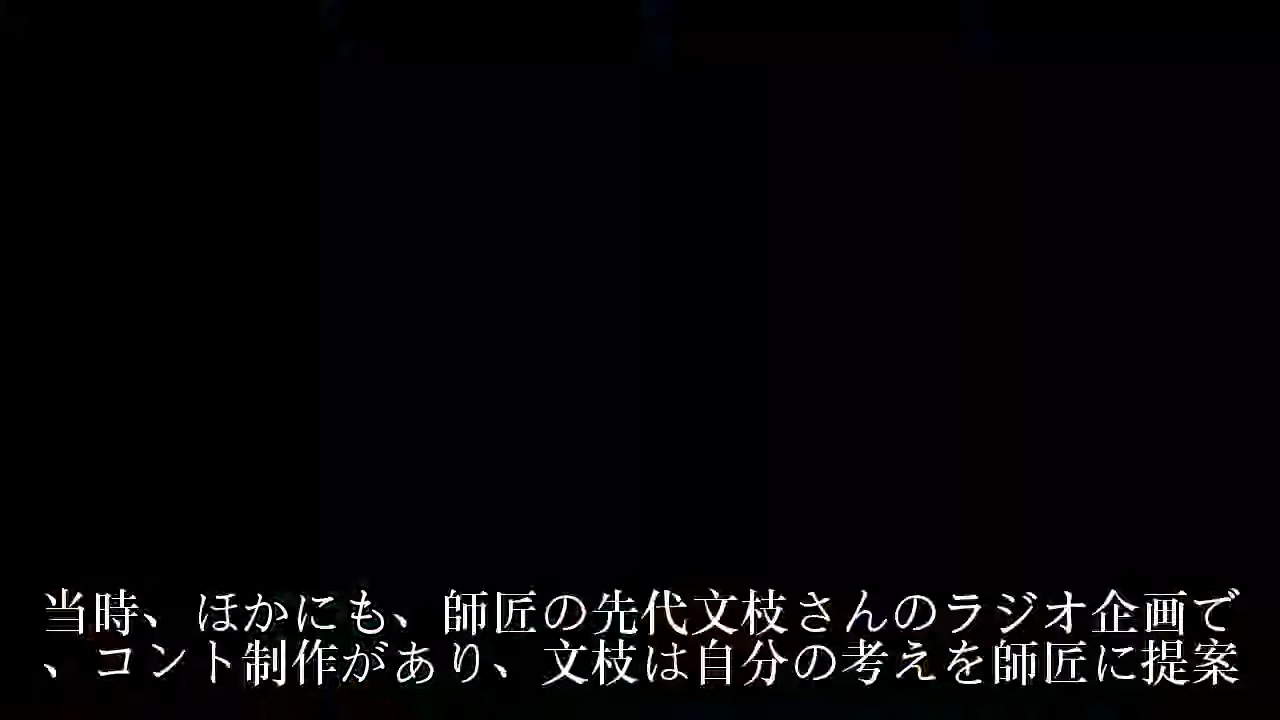 当時、ほかにも、師匠の先代文枝さんのラジオ企画で
、コント制作があり、文枝は自分の考えを師匠に提案